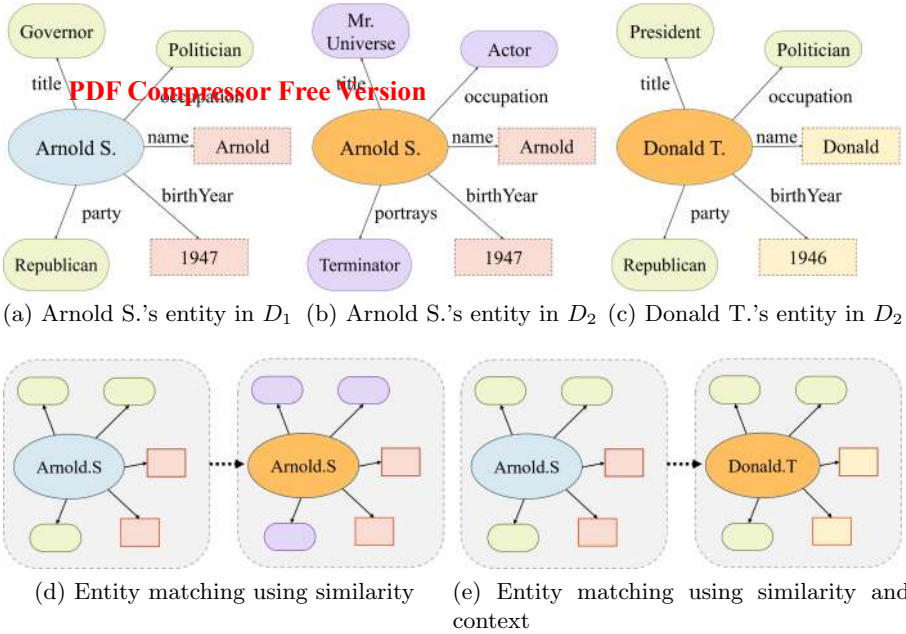 Governor
Politician
title
occupation
Arnold S.
name
Arnold
birthYear
party
Republican
1947
Mr.
Universe
Actor
title
occupation
Arnold S.
name
Arnold
birthYear
portrays
Terminator
1947
President
Politician
title
occupation
Donald T.
name
Donald
birthYear
party
Republican
1946
PDF Compressor Free Version
(a) Arnold S.'s entity in D₁
(b) Arnold S.'s entity in D₂
(c) Donald T.'s entity in D₂
Arnold.S
Arnold.S
Arnold.S
Donald.T
(d) Entity matching using similarity
(e) Entity matching using similarity and
context